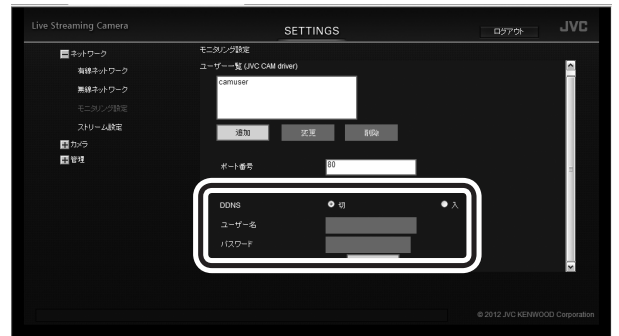 Live Streaming Camera
SETTINGS
ログアウト
JVC
ネットワーク
有線ネットワーク
無線ネットワーク
モニタリング設定
ストリーム設定
カメラ
管理
モニタリング設定
ユーザー一覧 (JVC CAM driver)
camuser
追加
変更
削除
ポート番号
80
DDNS
切
入
ユーザー名
パスワード
© 2012 JVC KENWOOD Corporation